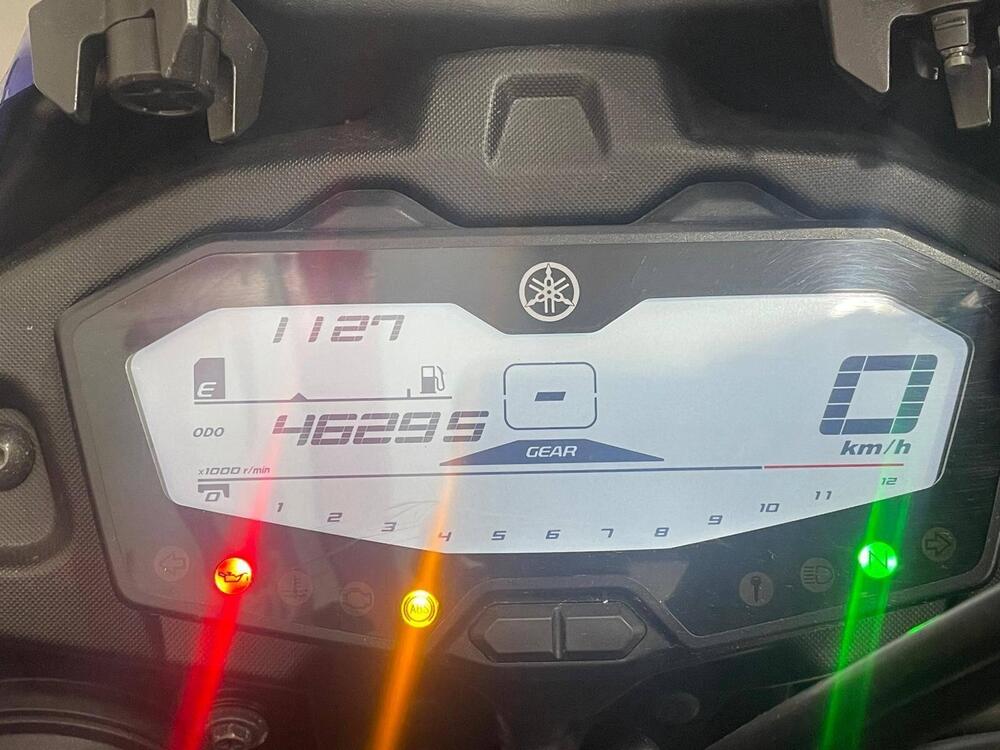 1127
E
46295
ODO
-
GEAR
0
km/h
x1000 r/min
0 1 2 3 4 5 6 7 8 9 10 11 12
ABS
N